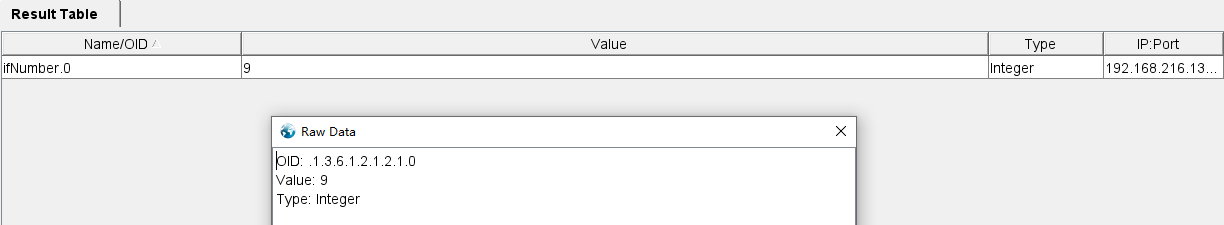 Result Table
Name/OID Value Type IP:Port
ifNumber.0 9 Integer 192.168.216.13...
Raw Data
OID: .1.3.6.1.2.1.2.1.0
Value: 9
Type: Integer